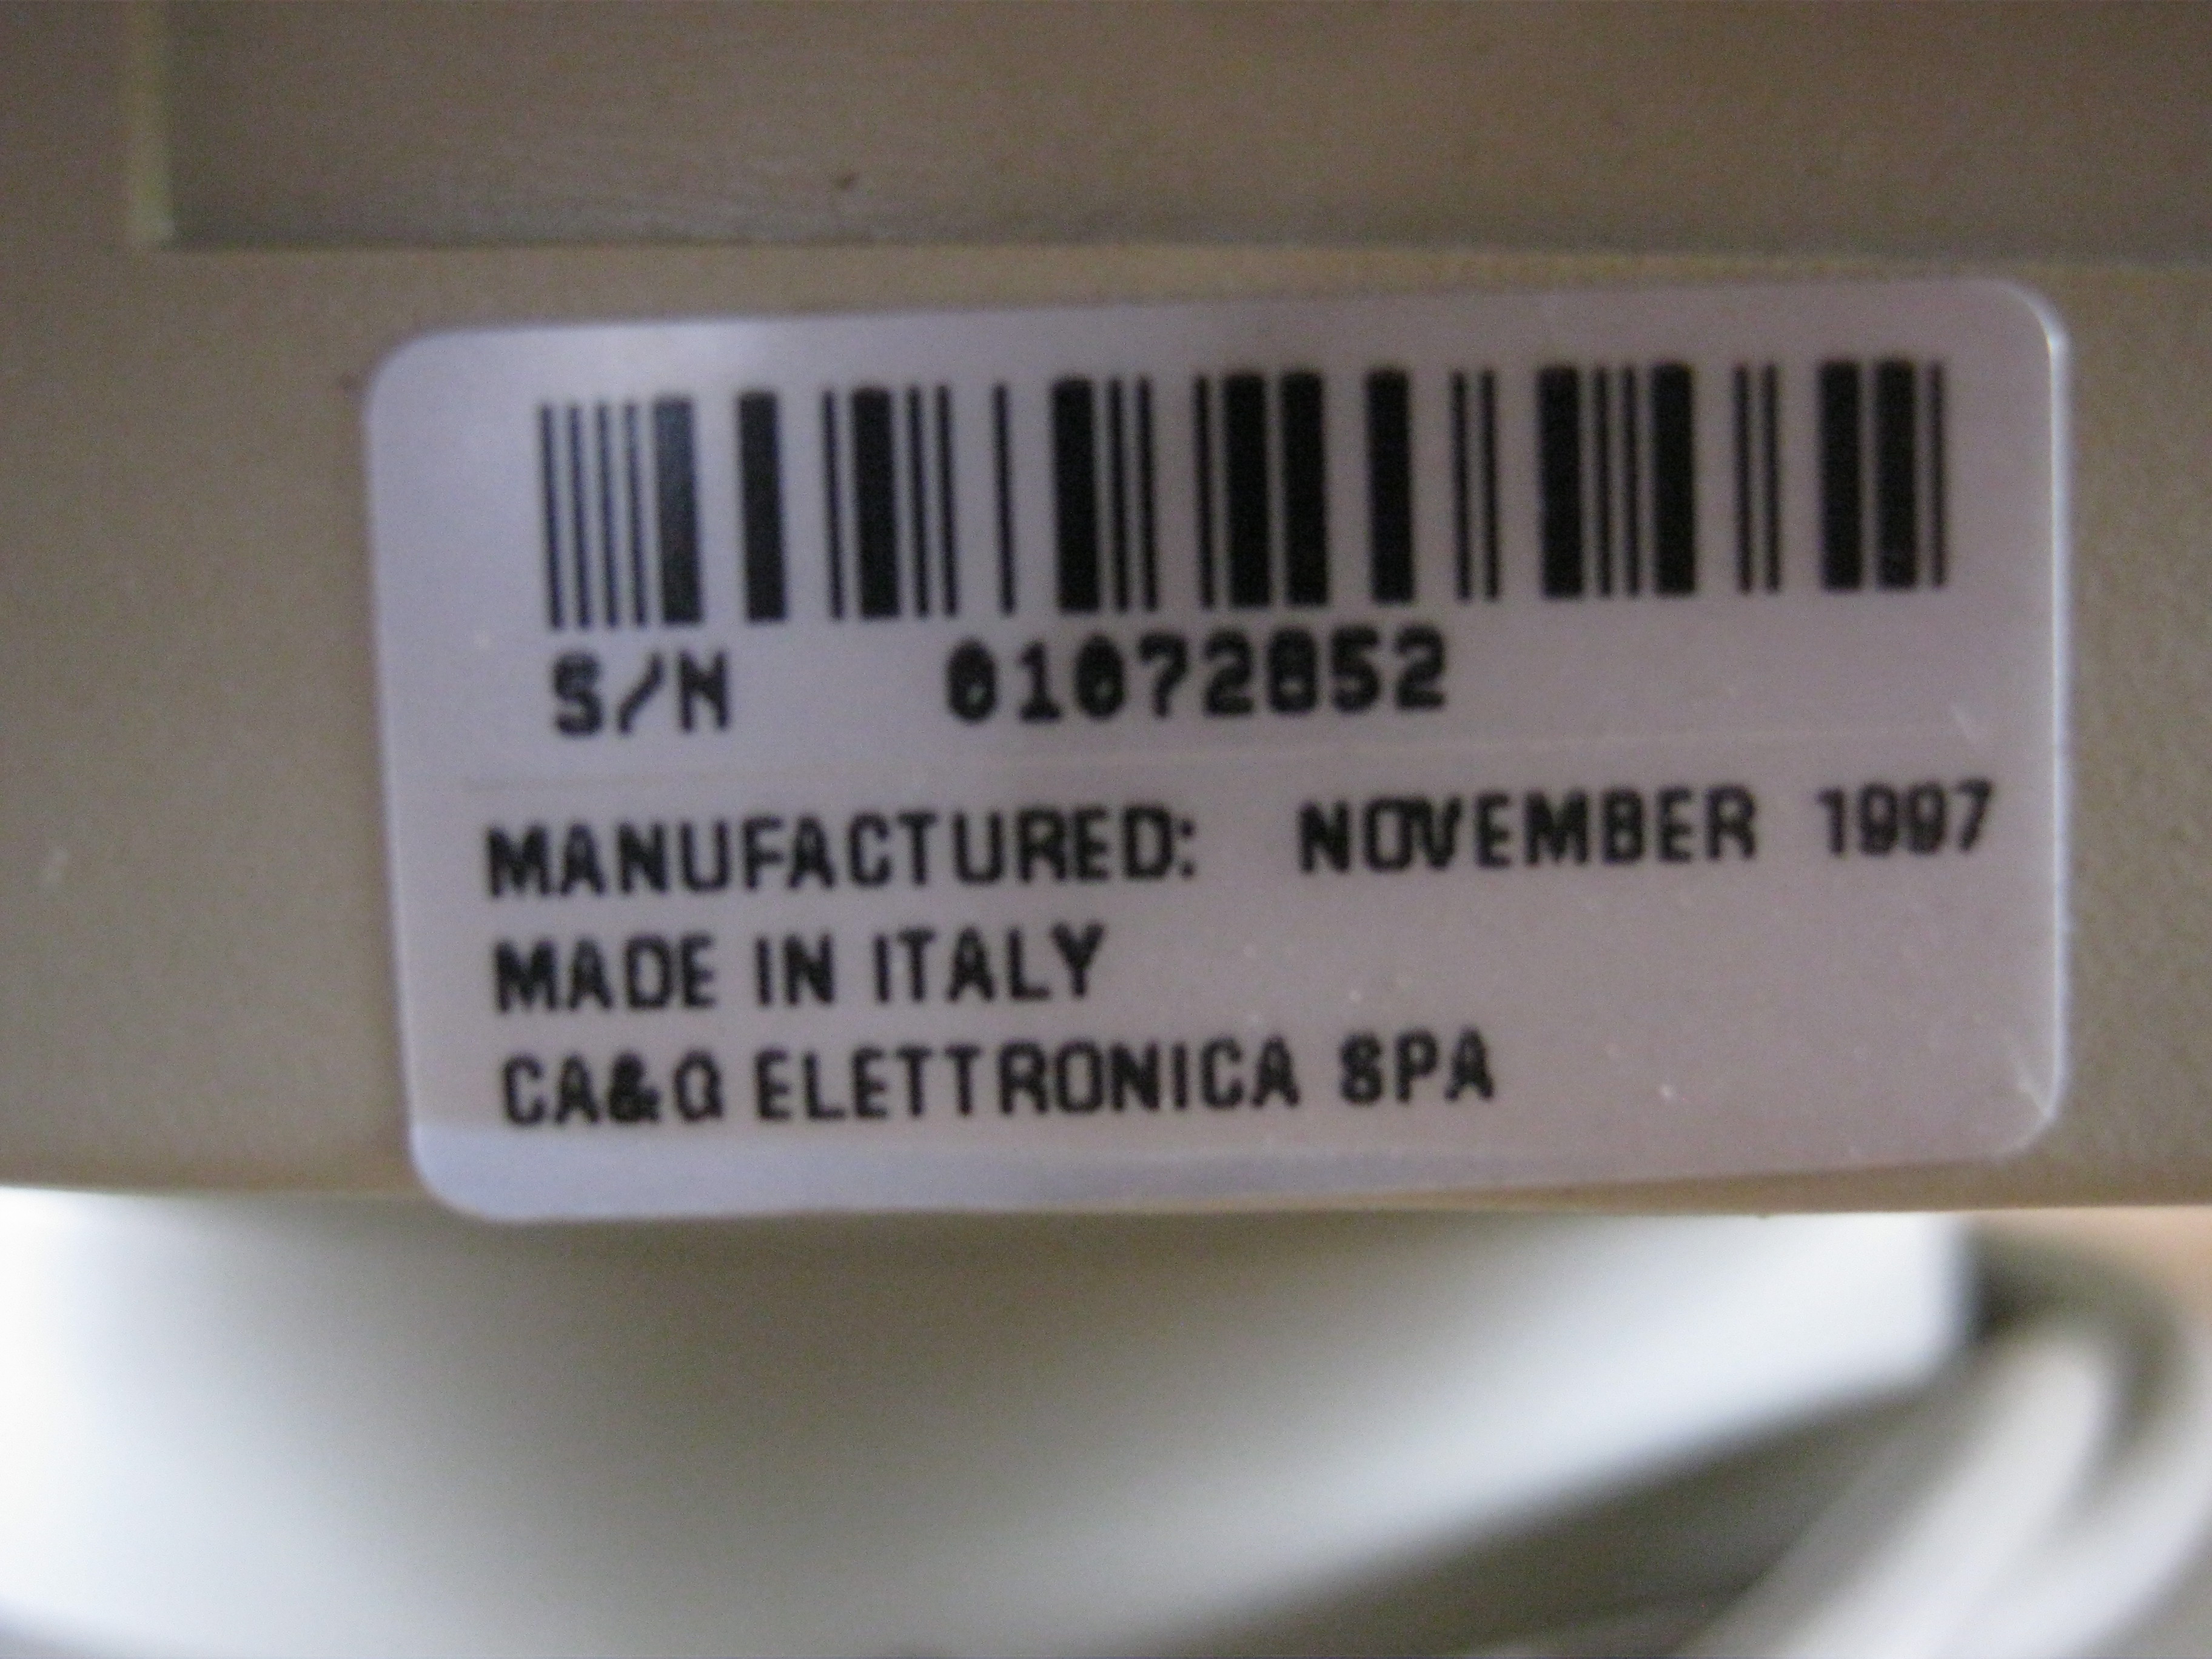 S/N 01072852
MANUFACTURED: NOVEMBER 1997
MADE IN ITALY
CA&G ELETTRONICA SPA